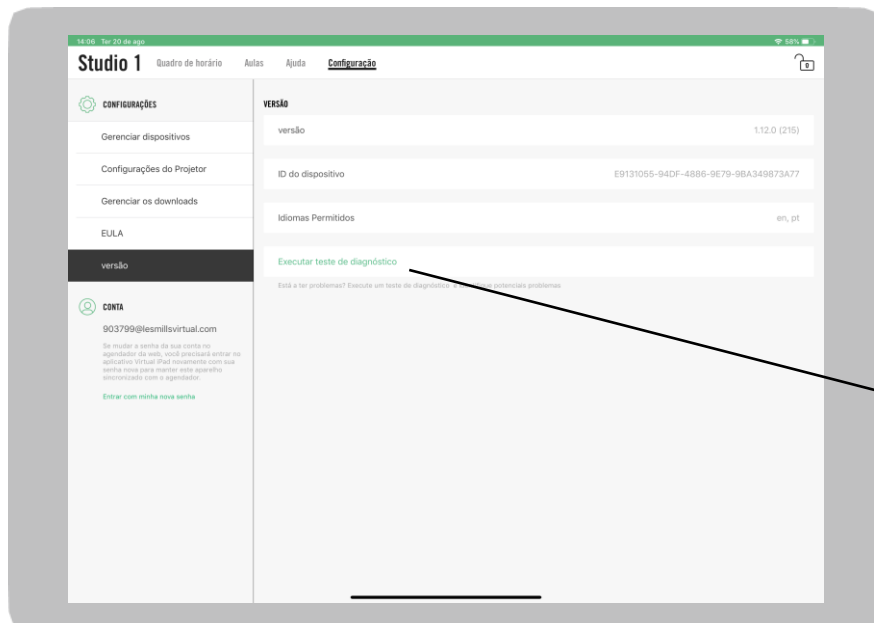 14:06 Ter 20 de ago
58%
Studio 1 Quadro de horário Aulas Ajuda Configuração
0
CONFIGURAÇÕES
Gerenciar dispositivos
Configurações do Projetor
Gerenciar os downloads
EULA
versão
CONTA
903799@lesmillsvirtual.com
Se mudar a senha da sua conta no
agendador da web, você precisará entrar no
aplicativo Virtual iPad novamente com sua
senha nova para manter este aparelho
sincronizado com o agendador.
Entrar com minha nova senha
VERSÃO
versão 1.12.0 (215)
ID do dispositivo E9131055-94DF-4886-9E79-9BA349873A77
Idiomas Permitidos en, pt
Executar teste de diagnóstico
Está a ter problemas? Execute um teste de diagnóstico e potenciais problemas